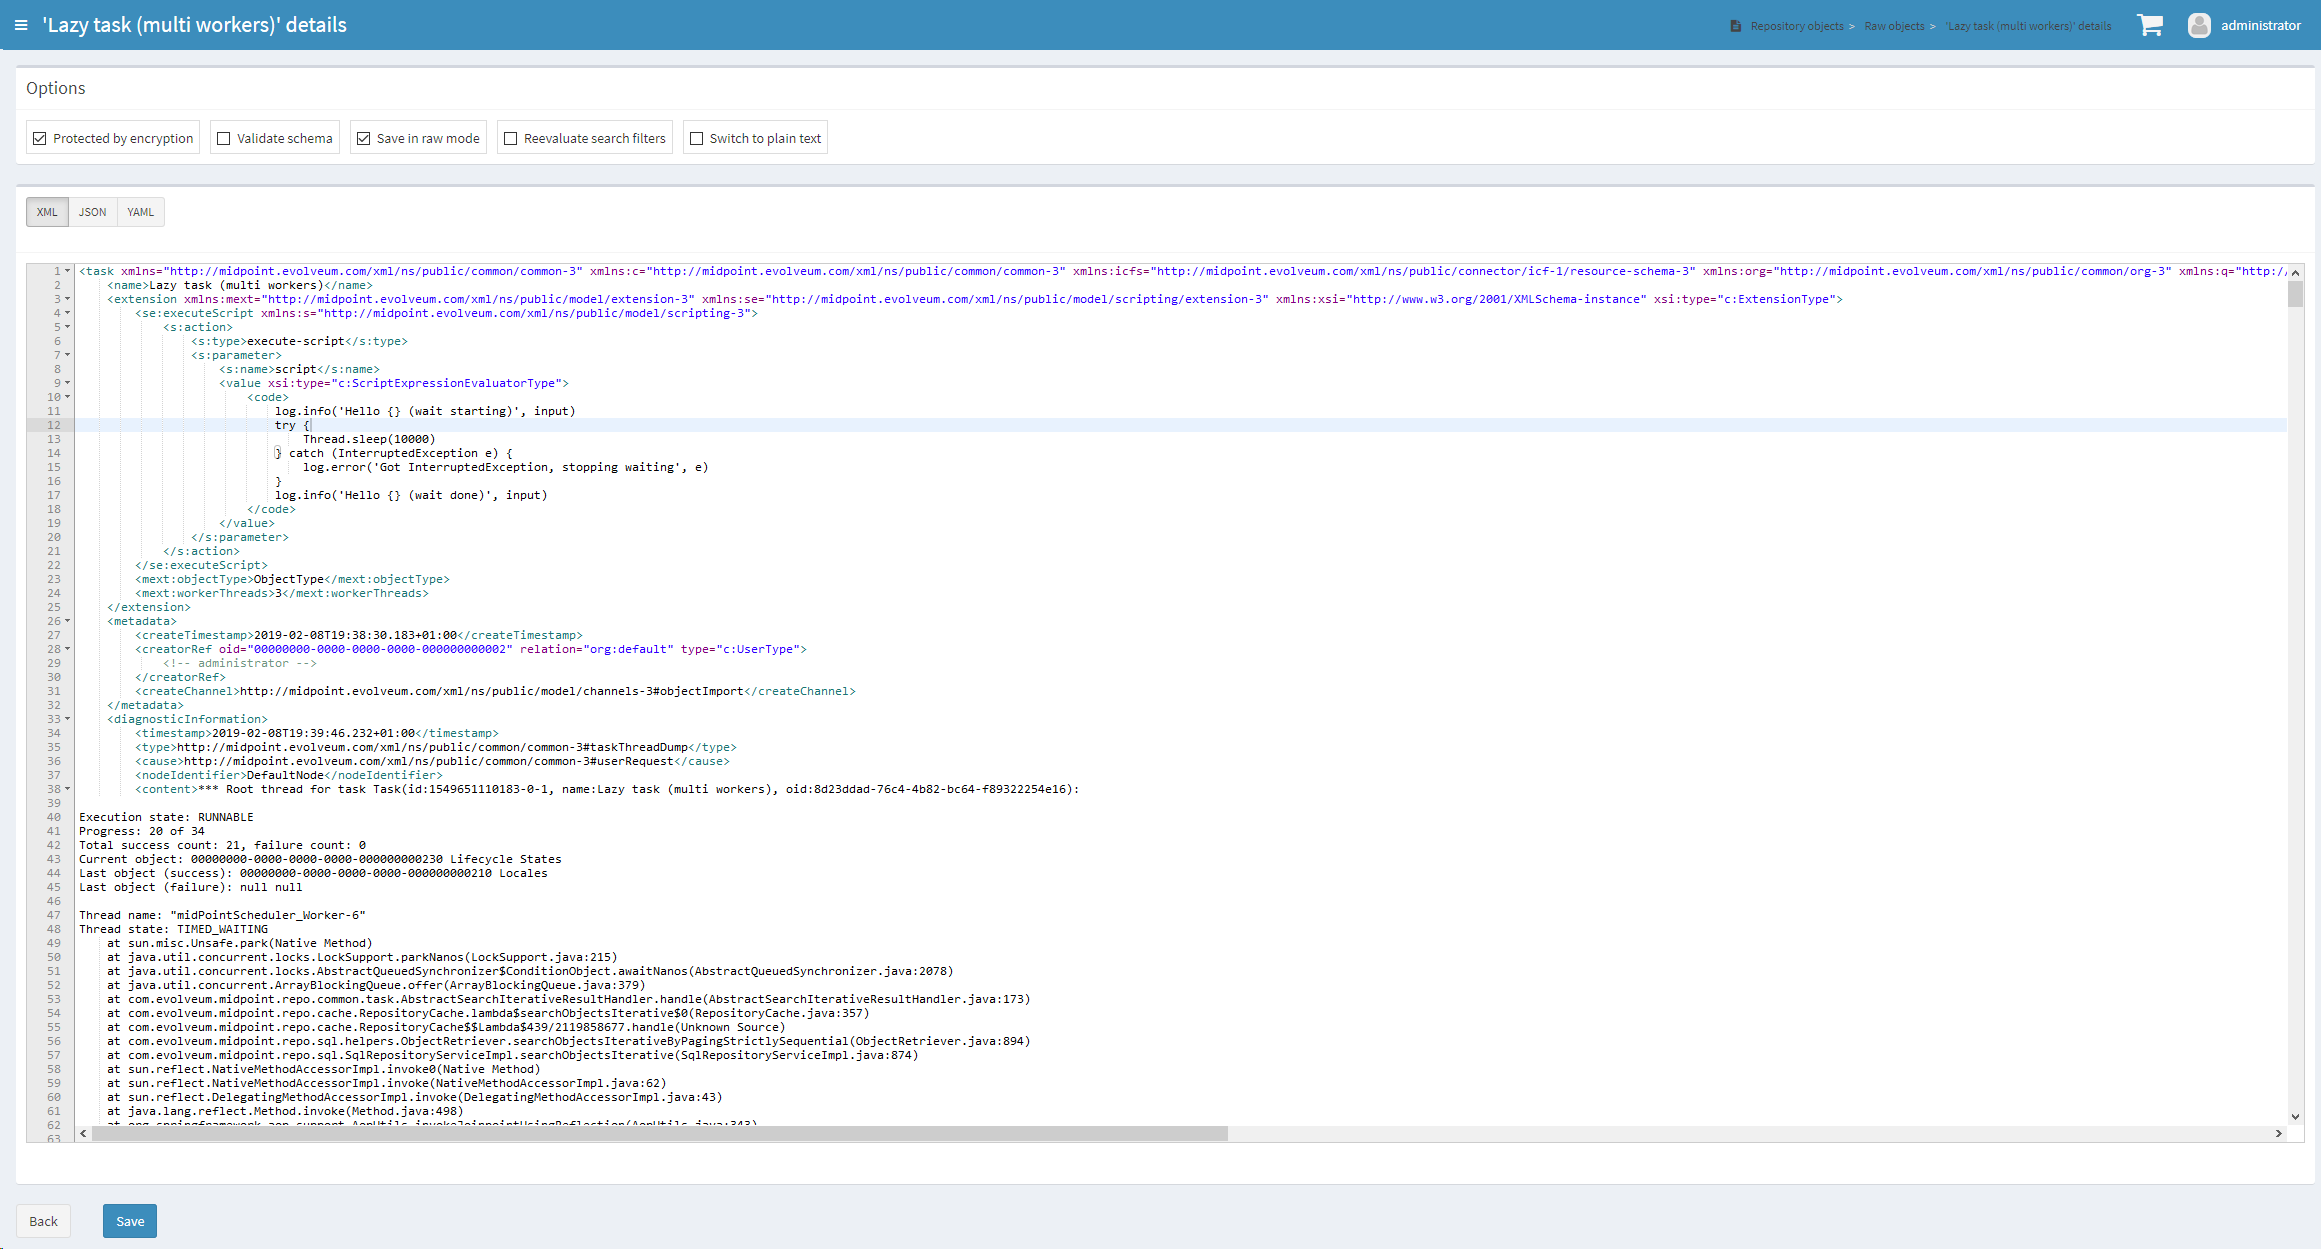 'Lazy task (multi workers)' details
Repository objects > Raw objects > 'Lazy task (multi workers)' details
administrator
Options
Protected by encryption
Validate schema
Save in raw mode
Reevaluate search filters
Switch to plain text
XML JSON YAML
1 <task xmlns="http://midpoint.evolveum.com/xml/ns/public/common/common-3" xmlns:c="http://midpoint.evolveum.com/xml/ns/public/common/common-3" xmlns:icfs="http://midpoint.evolveum.com/xml/ns/public/connector/icf-1/resource-schema-3" xmlns:org="http://midpoint.evolveum.com/xml/ns/public/common/org-3" xmlns:q="http:/
2 <name>Lazy task (multi workers)</name>
3 <extension xmlns:mext="http://midpoint.evolveum.com/xml/ns/public/model/extension-3" xmlns:se="http://midpoint.evolveum.com/xml/ns/public/model/scripting/extension-3" xmlns:xsi="http://www.w3.org/2001/XMLSchema-instance" xsi:type="c:ExtensionType">
4 <se:executeScript xmlns:s="http://midpoint.evolveum.com/xml/ns/public/model/scripting-3">
5 <s:action>
6 <s:type>execute-script</s:type>
7 <s:parameter>
8 <s:name>script</s:name>
9 <value xsi:type="c:ScriptExpressionEvaluatorType">
10 <code>
11 log.info('Hello {} (wait starting)', input)
12 try {
13 Thread.sleep(10000)
14 } catch (InterruptedException e) {
15 log.error('Got InterruptedException, stopping waiting', e)
16 }
17 log.info('Hello {} (wait done)', input)
18 </code>
19 </value>
20 </s:parameter>
21 </s:action>
22 </se:executeScript>
23 <mext:objectType>ObjectType</mext:objectType>
24 <mext:workerThreads>3</mext:workerThreads>
25 </extension>
26 <metadata>
27 <createTimestamp>2019-02-08T19:38:30.183+01:00</createTimestamp>
28 <creatorRef oid="00000000-0000-0000-0000-000000000002" relation="org:default" type="c:UserType">
29 <!-- administrator -->
30 </creatorRef>
31 <createChannel>http://midpoint.evolveum.com/xml/ns/public/model/channels-3#objectImport</createChannel>
32 </metadata>
33 <diagnosticInformation>
34 <timestamp>2019-02-08T19:39:46.232+01:00</timestamp>
35 <type>http://midpoint.evolveum.com/xml/ns/public/common/common-3#taskThreadDump</type>
36 <cause>http://midpoint.evolveum.com/xml/ns/public/common/common-3#userRequest</cause>
37 <nodeIdentifier>DefaultNode</nodeIdentifier>
38 <content>*** Root thread for task Task(id:1549651110183-0-1, name:Lazy task (multi workers), oid:8d23ddad-76c4-4b82-bc64-f89322254e16):
39
40 Execution state: RUNNABLE
41 Progress: 20 of 34
42 Total success count: 21, failure count: 0
43 Current object: 00000000-0000-0000-0000-000000000230 Lifecycle States
44 Last object (success): 00000000-0000-0000-0000-000000000210 Locales
45 Last object (failure): null null
46
47 Thread name: "midPointScheduler_Worker-6"
48 Thread state: TIMED_WAITING
49 at sun.misc.Unsafe.park(Native Method)
50 at java.util.concurrent.locks.LockSupport.parkNanos(LockSupport.java:215)
51 at java.util.concurrent.locks.AbstractQueuedSynchronizer$ConditionObject.awaitNanos(AbstractQueuedSynchronizer.java:2078)
52 at java.util.concurrent.ArrayBlockingQueue.offer(ArrayBlockingQueue.java:379)
53 at com.evolveum.midpoint.repo.common.task.AbstractSearchIterativeResultHandler.handle(AbstractSearchIterativeResultHandler.java:173)
54 at com.evolveum.midpoint.repo.cache.RepositoryCache.lambda$searchObjectsIterative$0(RepositoryCache.java:357)
55 at com.evolveum.midpoint.repo.cache.RepositoryCache$$Lambda$439/2119858677.handle(Unknown Source)
56 at com.evolveum.midpoint.repo.sql.helpers.ObjectRetriever.searchObjectsIterativeByPagingStrictlySequential(ObjectRetriever.java:894)
57 at com.evolveum.midpoint.repo.sql.SqlRepositoryServiceImpl.searchObjectsIterative(SqlRepositoryServiceImpl.java:874)
58 at sun.reflect.NativeMethodAccessorImpl.invoke0(Native Method)
59 at sun.reflect.NativeMethodAccessorImpl.invoke(NativeMethodAccessorImpl.java:62)
60 at sun.reflect.DelegatingMethodAccessorImpl.invoke(DelegatingMethodAccessorImpl.java:43)
61 at java.lang.reflect.Method.invoke(Method.java:498)
62 at org.springframework.aop.support.AopUtils.invokeJoinpointUsingReflection(AopUtils.java:343)
63
Back
Save